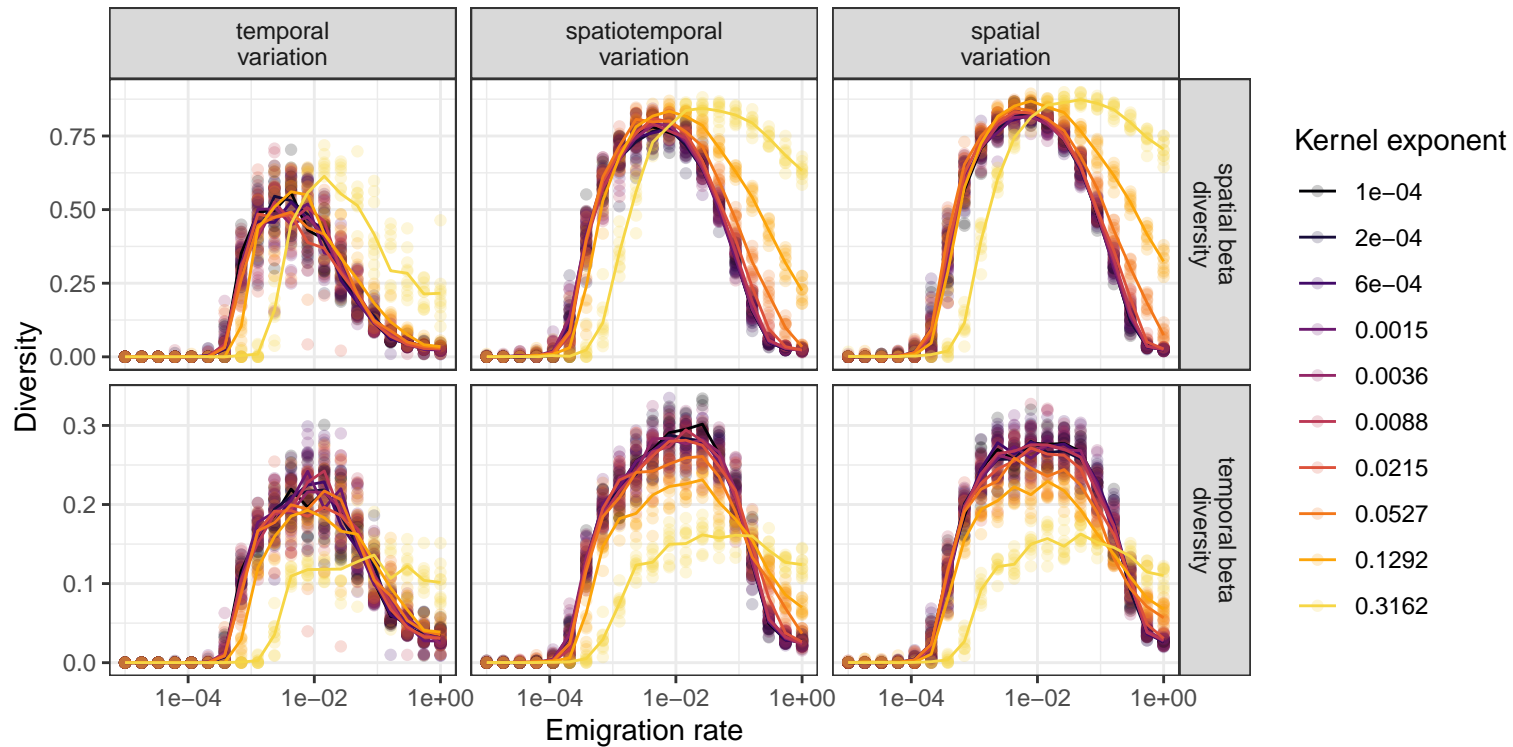 temporal
variation
spatiotemporal
variation
spatial
variation
Diversity
0.75
0.50
0.25
0.00
spatial beta
diversity
0.3
0.2
0.1
0.0
temporal beta
diversity
1e−04
1e−02
1e+00
1e−04
1e−02
1e+00
1e−04
1e−02
1e+00
Emigration rate
Kernel exponent
1e−04
2e−04
6e−04
0.0015
0.0036
0.0088
0.0215
0.0527
0.1292
0.3162